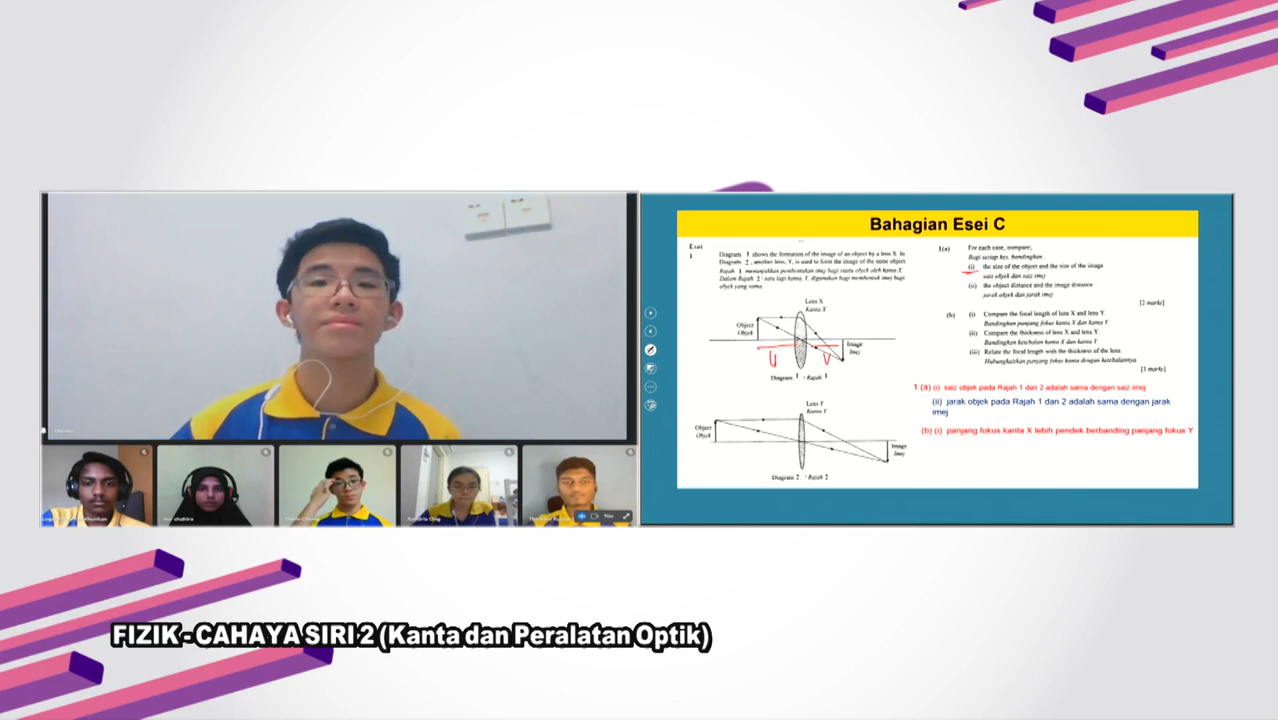 Bahagian Esei C
Esei
1
Diagram 1 shows the formation of the image of an object by a lens X. In
Diagram 2, another lens, Y, is used to form the image of the same object
Rajah 1 menunjukkan pembentukan imej bagi suatu objek oleh kanta X.
Dalam Rajah 2 satu lagi kanta, Y, digunakan bagi membentuk imej bagi
objek yang sama.
Lens X
Kanta X
Object
Objek
Image
Imej
u
v
Diagram 1 / Rajah 1
Lens Y
Kanta Y
Object
Objek
Image
Imej
Diagram 2 / Rajah 2
1(a) For each case, compare;
Bagi setiap kes, bandingkan
(i) the size of the object and the size of the image
saiz objek dan saiz imej
(ii) the object distance and the image distance
jarak objek dan jarak imej
[2 marks]
(b) (i) Compare the focal length of lens X and lens Y.
Bandingkan panjang fokus kanta X dan kanta Y.
(ii) Compare the thickness of lens X and lens Y.
Bandingkan ketebalan kanta X dan kanta Y.
(iii) Relate the focal length with the thickness of the lens.
Hubungkaitkan panjang fokus kanta dengan ketebalannya.
[3 marks]
1 (a) (i) saiz objek pada Rajah 1 dan 2 adalah sama dengan saiz imej
(ii) jarak objek pada Rajah 1 dan 2 adalah sama dengan jarak
imej
(b) (i) panjang fokus kanta X lebih pendek berbanding panjang fokus Y
FIZIK - CAHAYA SIRI 2 (Kanta dan Peralatan Optik)